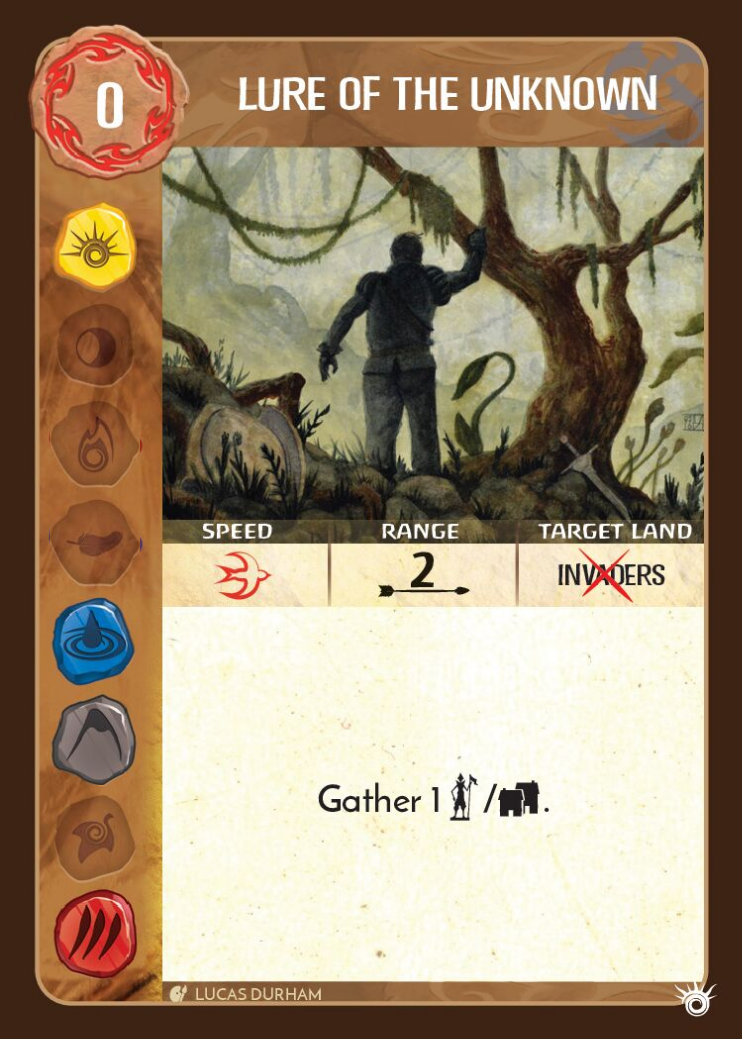 0
LURE OF THE UNKNOWN
SPEED RANGE TARGET LAND
2 INVADERS
Gather 1 / .
LUCAS DURHAM